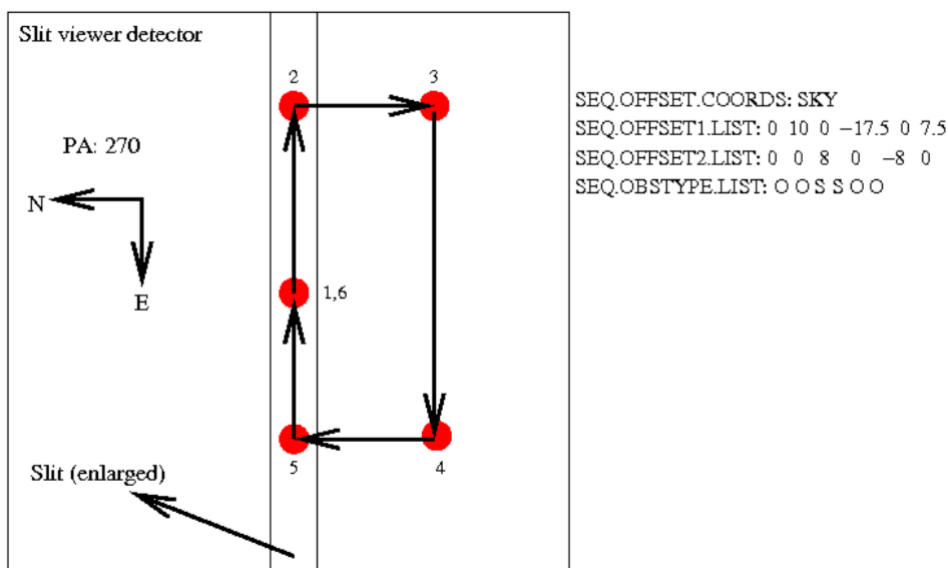 Slit viewer detector
2
3
PA: 270
N
E
1,6
5
4
Slit (enlarged)
SEQ.OFFSET.COORDS: SKY
SEQ.OFFSET1.LIST: 0 10 0 −17.5 0 7.5
SEQ.OFFSET2.LIST: 0 0 8 0 −8 0
SEQ.OBSTYPE.LIST: O O S S O O